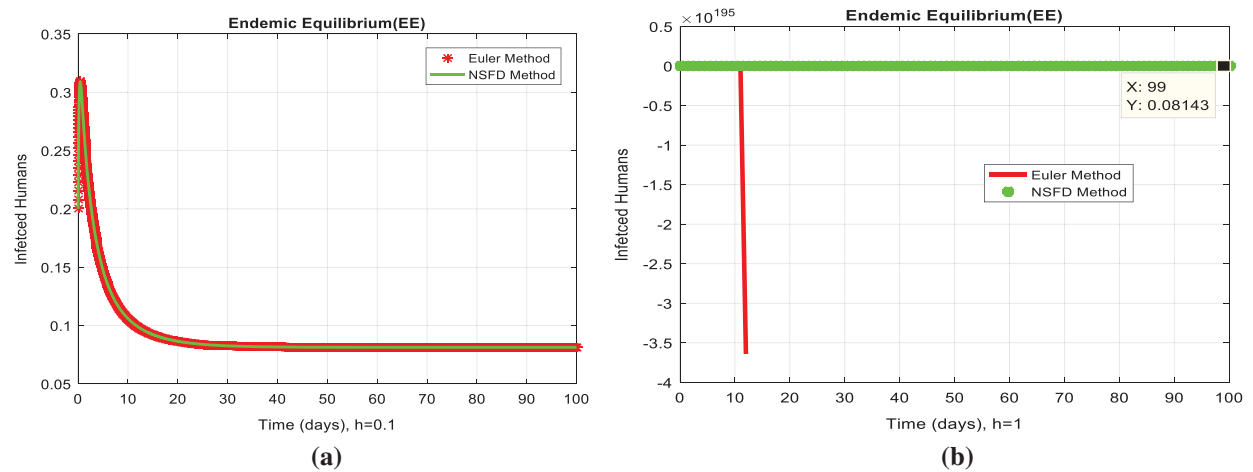 Endemic Equilibrium(EE)
0.35
0.3
0.25
0.2
0.15
0.1
0.05
Infetced Humans
Euler Method
NSFD Method
0 10 20 30 40 50 60 70 80 90 100
Time (days), h=0.1
(a)
Endemic Equilibrium(EE)
×10^195
0.5
0
-0.5
-1
-1.5
-2
-2.5
-3
-3.5
-4
Infetced Humans
X: 99
Y: 0.08143
Euler Method
NSFD Method
0 10 20 30 40 50 60 70 80 90 100
Time (days), h=1
(b)